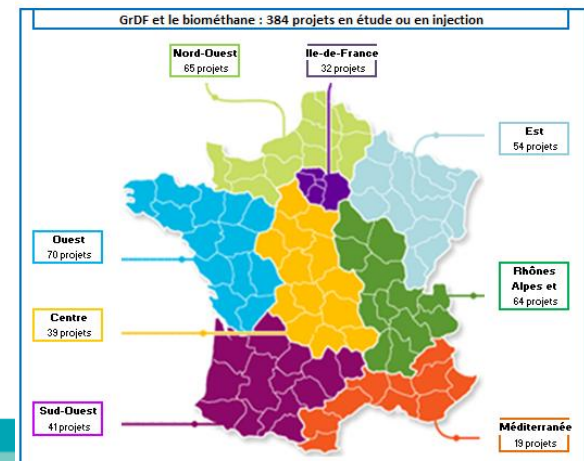 GrDF et le biométhane : 384 projets en étude ou en injection
Nord-Ouest
65 projets
Ile-de-France
32 projets
Est
54 projets
Ouest
70 projets
Rhônes
Alpes et
64 projets
Centre
39 projets
Sud-Ouest
41 projets
Méditerranée
19 projets